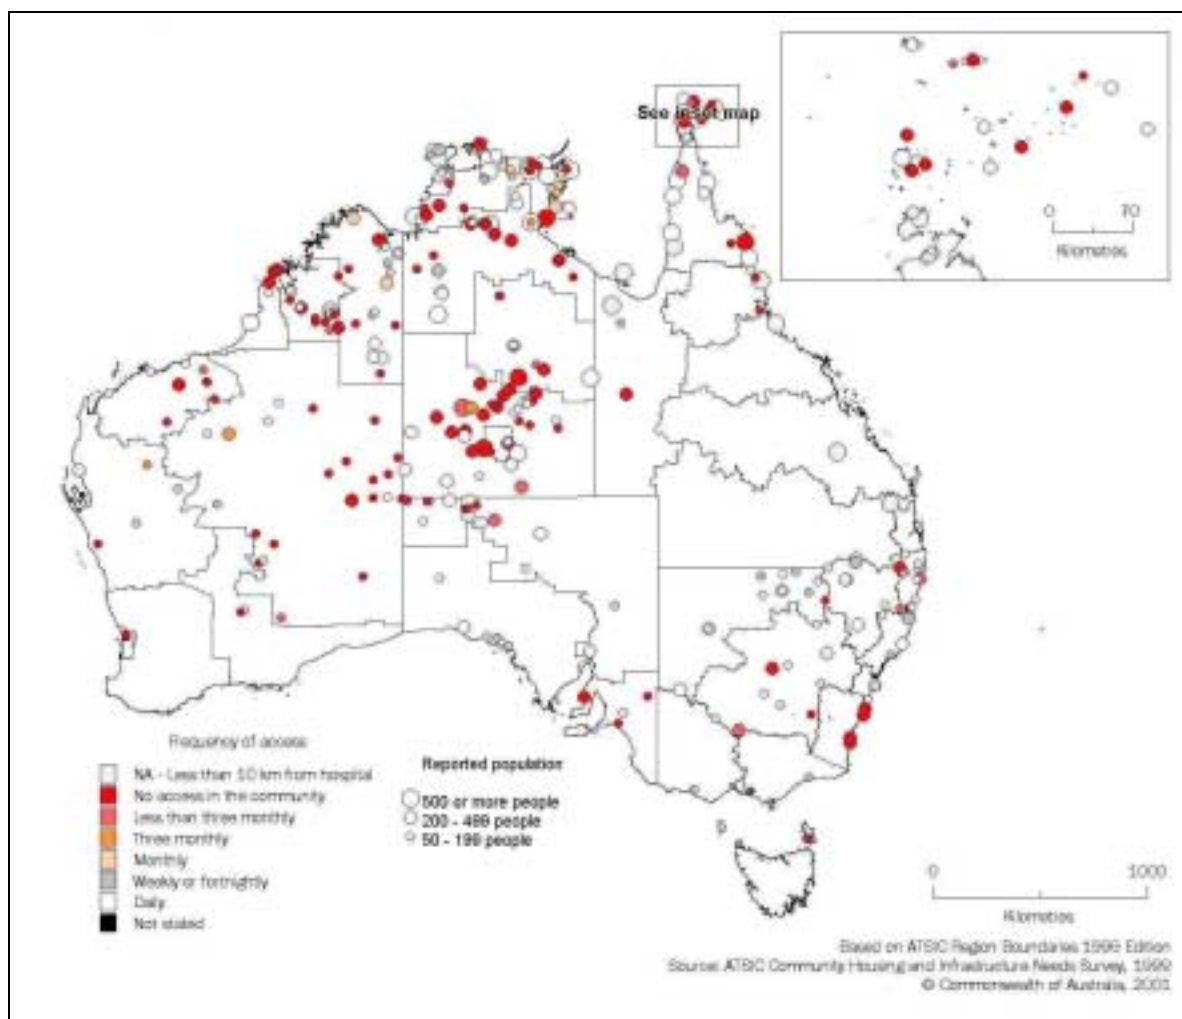 See inset map
0 70
Kilometres
Frequency of access
NA - Less than 10 km from hospital
No access in the community
Less than three monthly
Three monthly
Monthly
Weekly or fortnightly
Daily
Not stated
Reported population
500 or more people
200 - 499 people
50 - 199 people
0 1000
Kilometres
Based on ATSIC Region Boundaries 1999 Edition
Source: ATSIC Community Housing and Infrastructure Needs Survey, 1999
© Commonwealth of Australia, 2001